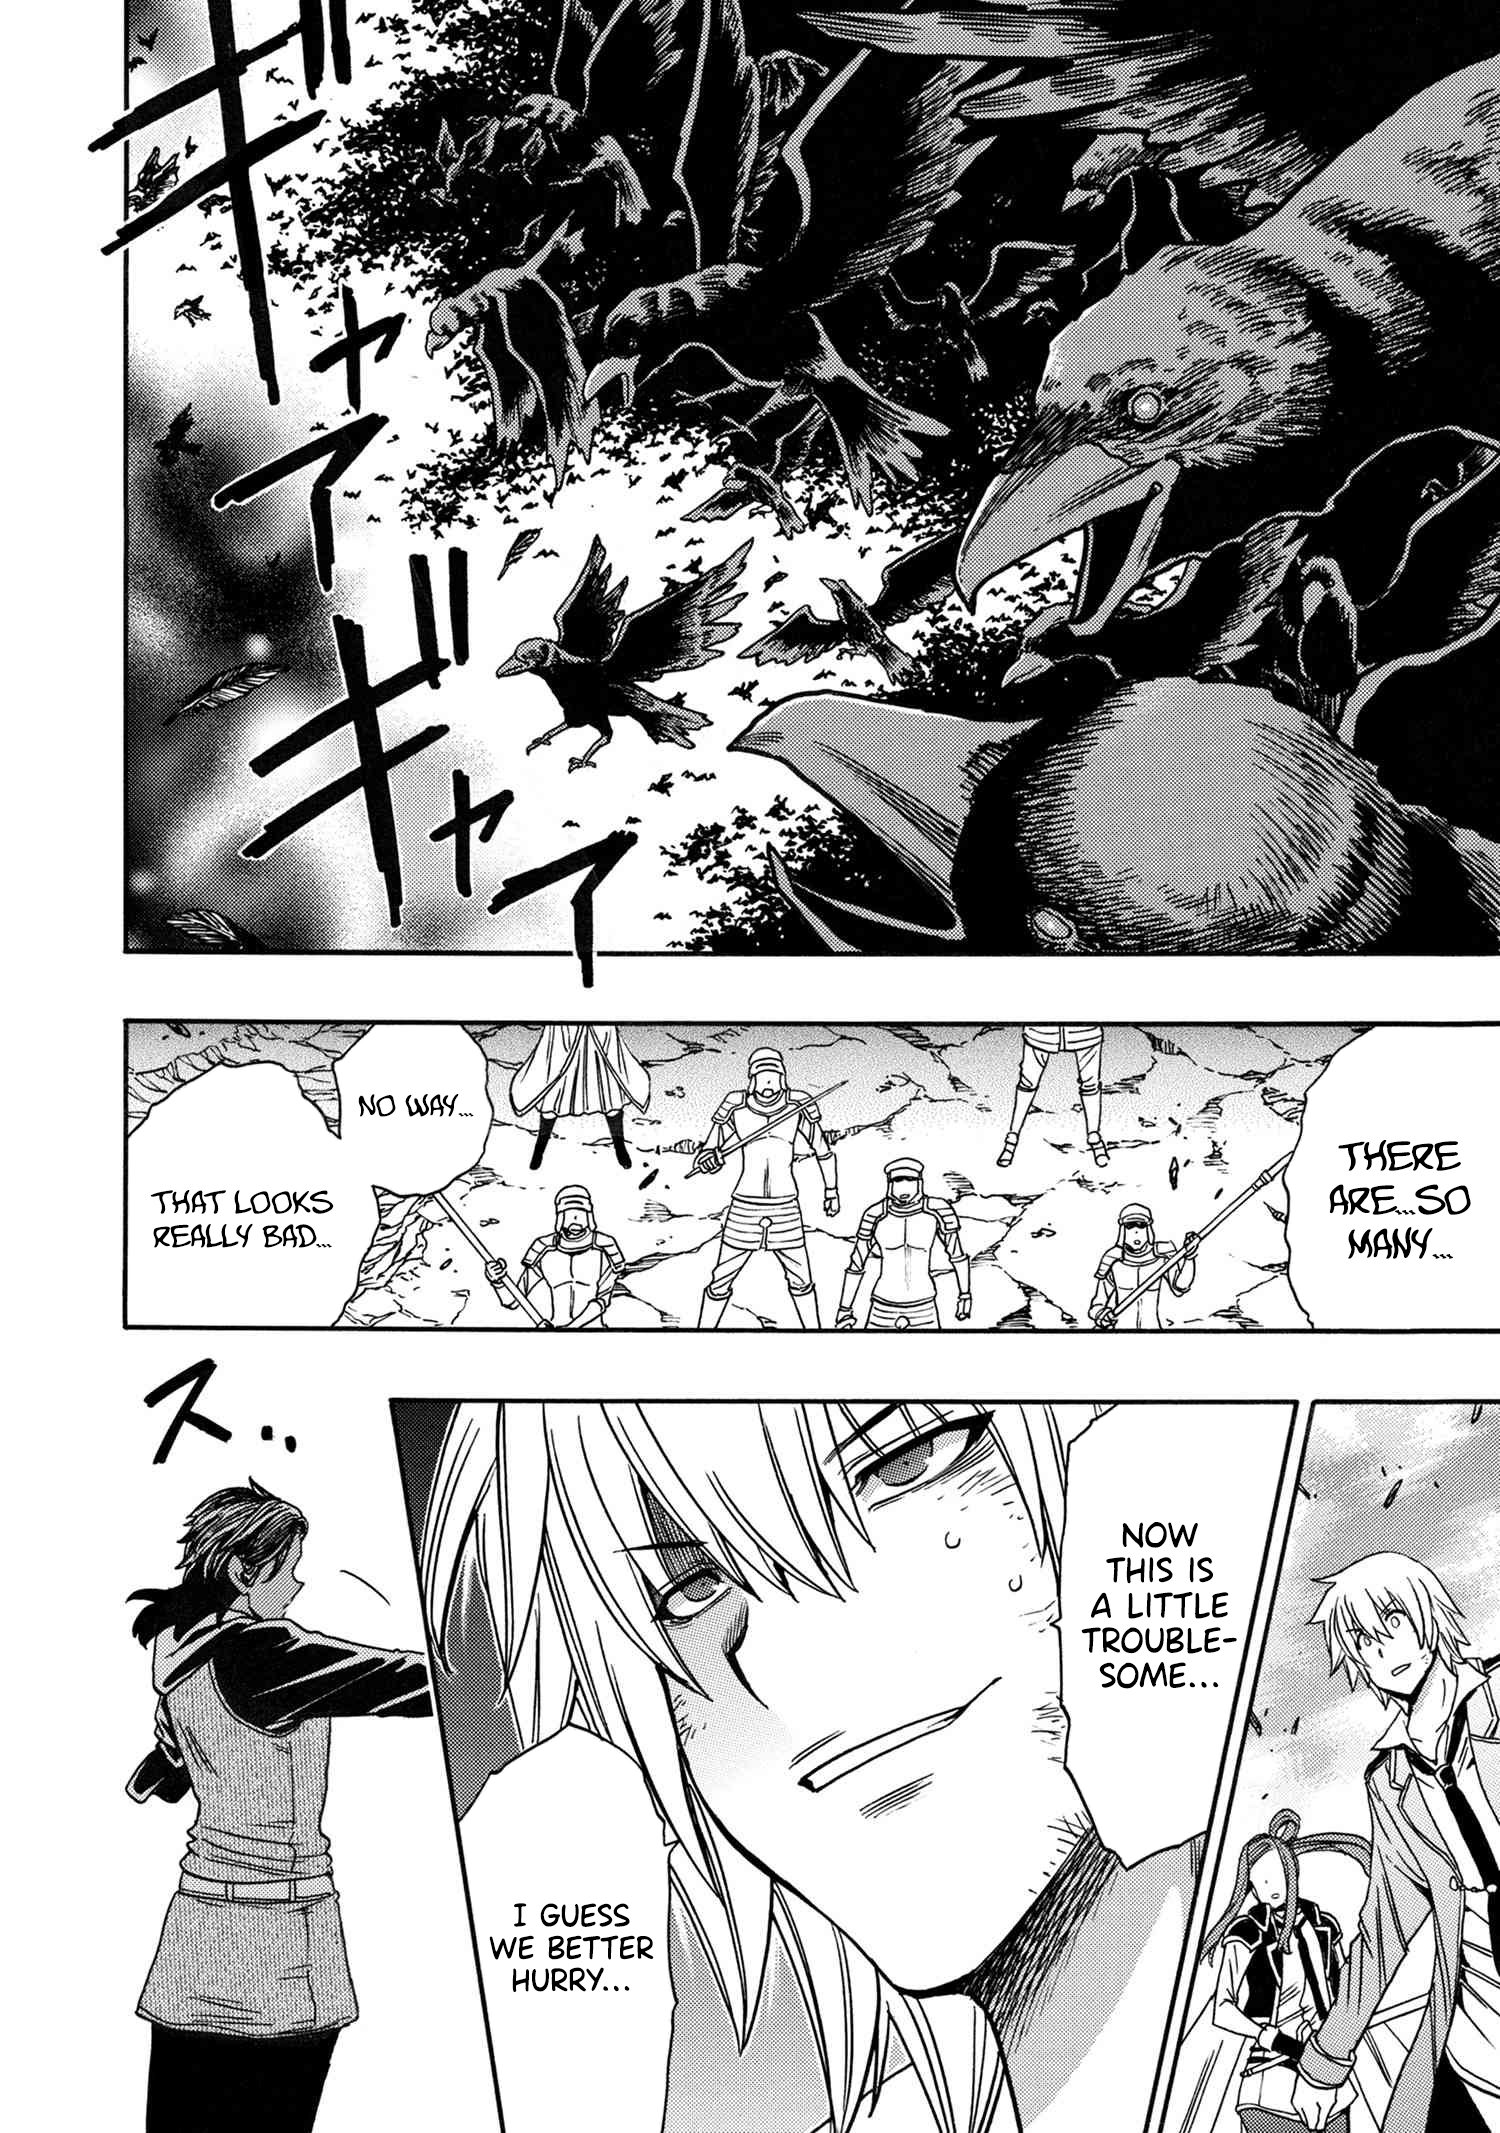 ギャア
ギャア
THERE
ARE...SO
MANY...
NO WAY...
THAT LOOKS
REALLY BAD...
NOW
THIS IS
A LITTLE
TROUBLE-
SOME...
I GUESS
WE BETTER
HURRY...
ス..